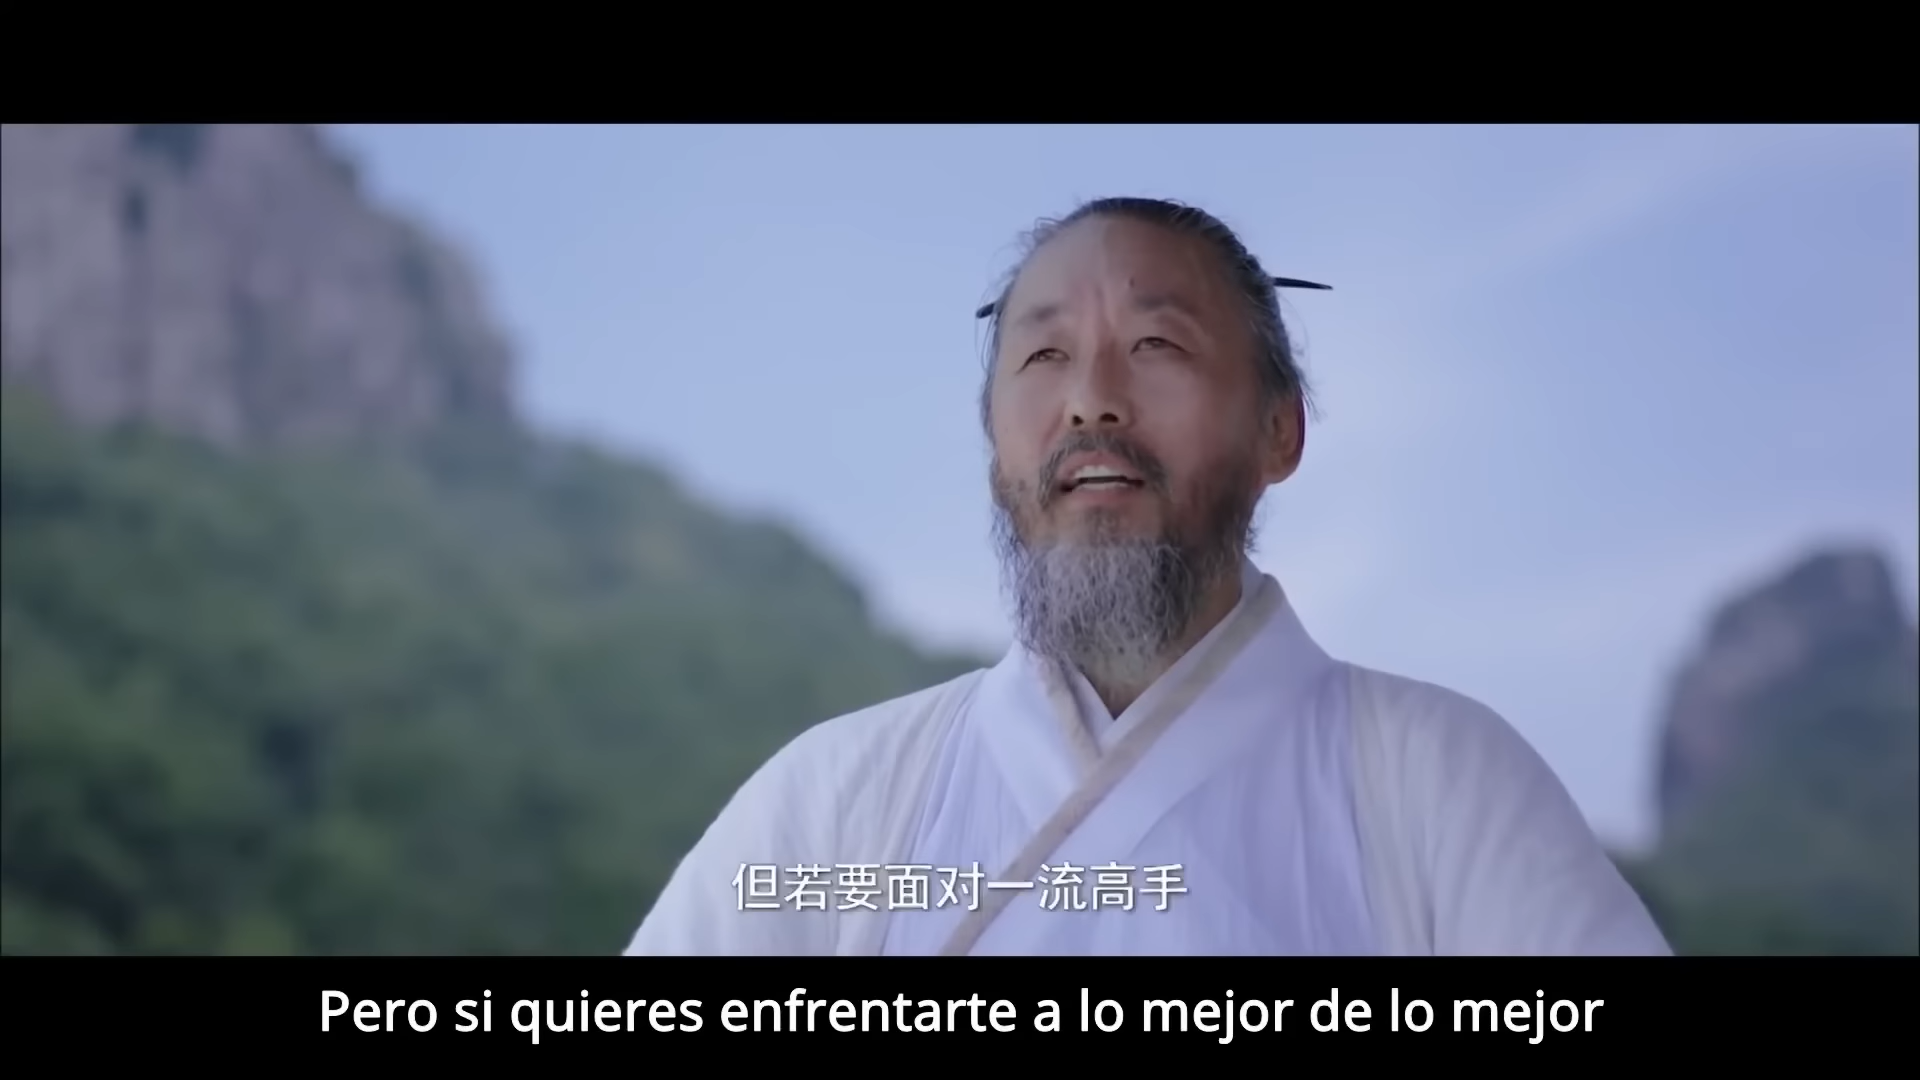 但若要面对一流高手
Pero si quieres enfrentarte a lo mejor de lo mejor